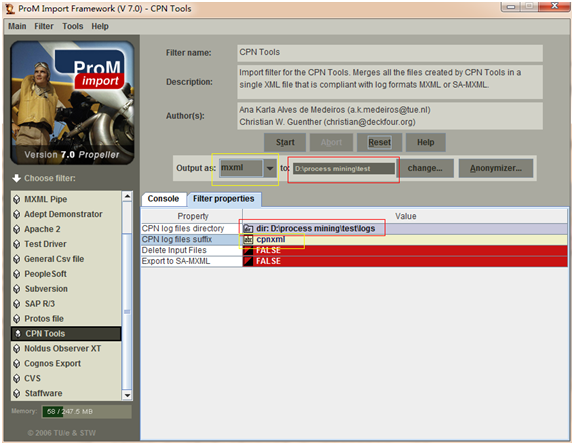 ProM Import Framework (V 7.0) - CPN Tools
Main Filter Tools Help
ProM
import
Version 7.0 Propeller
Choose filter:
MXML Pipe
Adept Demonstrator
Apache 2
Test Driver
General Csv file
PeopleSoft
Subversion
SAP R/3
Protos file
CPN Tools
Noldus Observer XT
Cognos Export
CVS
Staffware
Memory: 58 / 247.5 MB
© 2006 TU/e & STW
Filter name: CPN Tools
Description: Import filter for the CPN Tools. Merges all the files created by CPN Tools in a
single XML file that is compliant with log formats MXML or SA-MXML.
Author(s): Ana Karla Alves de Medeiros (a.k.medeiros@tue.nl)
Christian W. Guenther (christian@deckfour.org)
Start Abort Reset Help
Output as: mxml to: D:\process mining\test change... Anonymizer...
Console Filter properties
Property Value
CPN log files directory dir: D:\process mining\test\logs
CPN log files suffix cpnxml
Delete Input Files FALSE
Export to SA-MXML FALSE